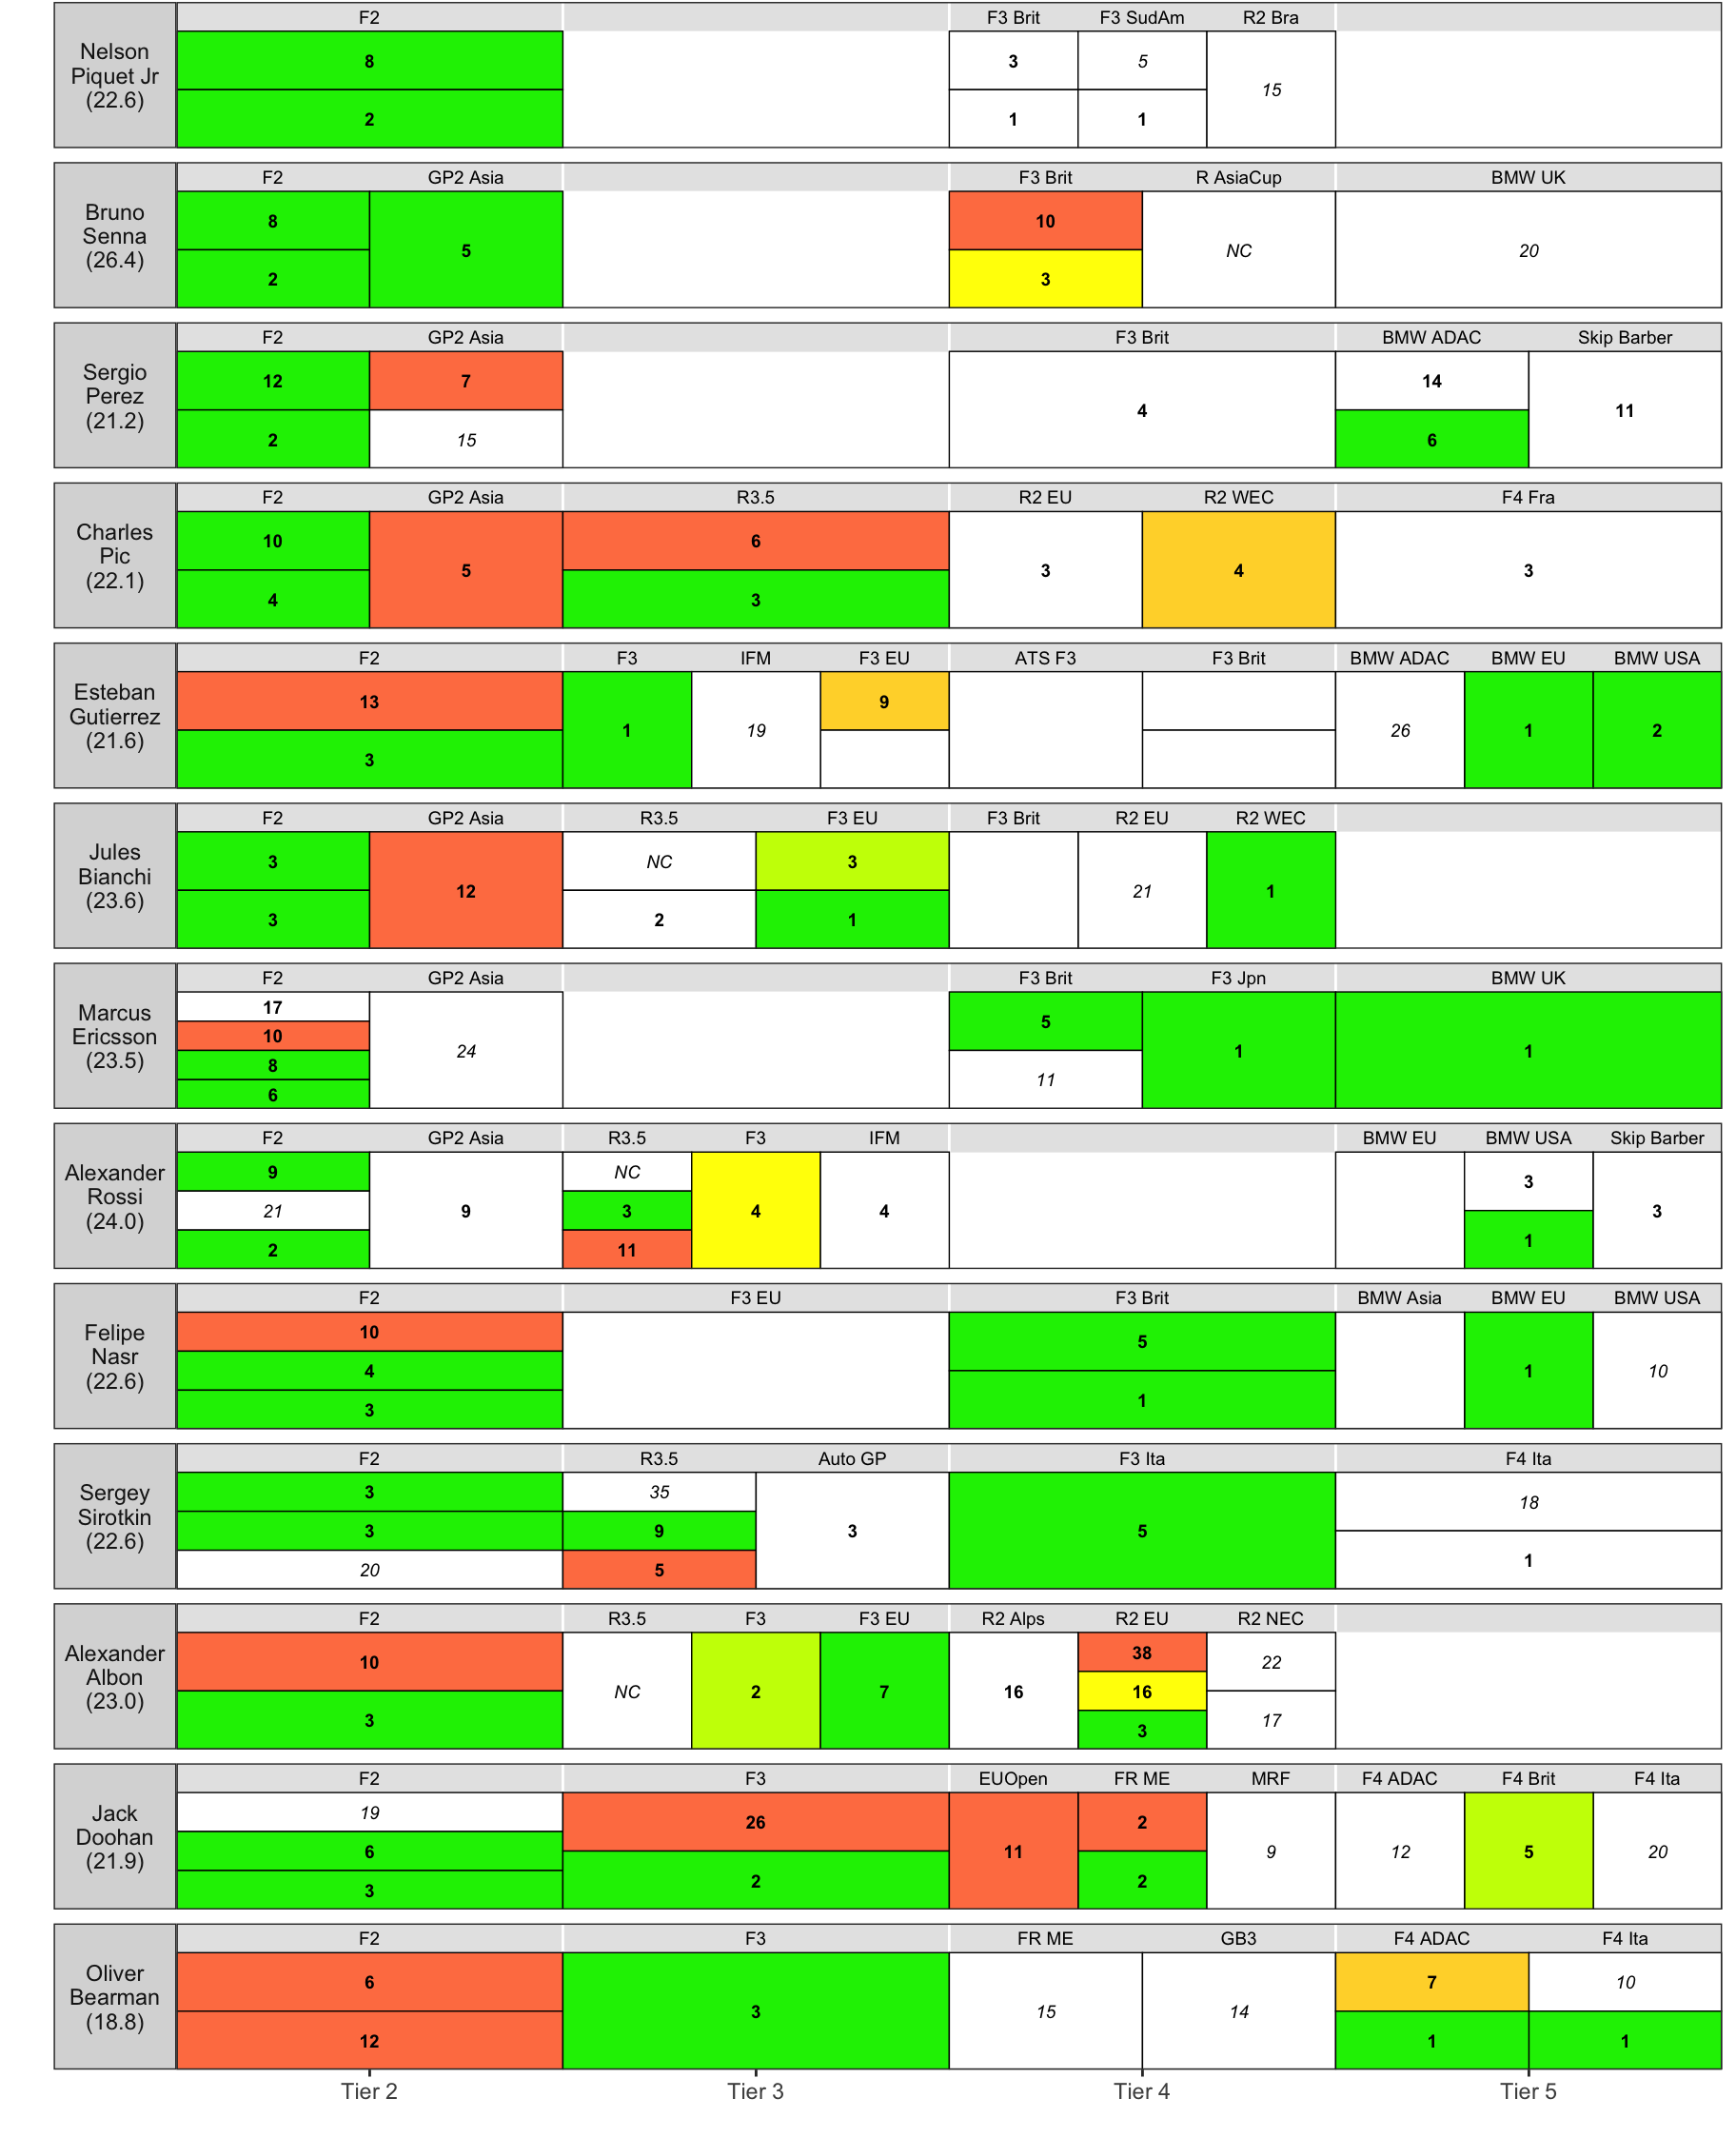 F2 F3 Brit F3 SudAm R2 Bra
Nelson
Piquet Jr
(22.6)
8 3 5 15
2 1 1
F2 GP2 Asia F3 Brit R AsiaCup BMW UK
Bruno
Senna
(26.4)
8 5 10 NC 20
2 3
F2 GP2 Asia F3 Brit BMW ADAC Skip Barber
Sergio
Perez
(21.2)
12 7 4 14 11
2 15 6
F2 GP2 Asia R3.5 R2 EU R2 WEC F4 Fra
Charles
Pic
(22.1)
10 5 6 3 4 3
4 3
F2 F3 IFM F3 EU ATS F3 F3 Brit BMW ADAC BMW EU BMW USA
Esteban
Gutierrez
(21.6)
13 1 19 9 26 1 2
3
F2 GP2 Asia R3.5 F3 EU F3 Brit R2 EU R2 WEC
Jules
Bianchi
(23.6)
3 12 NC 3 21 1
3 2 1
F2 GP2 Asia F3 Brit F3 Jpn BMW UK
Marcus
Ericsson
(23.5)
17 24 5 1 1
10
8 11
6
F2 GP2 Asia R3.5 F3 IFM BMW EU BMW USA Skip Barber
Alexander
Rossi
(24.0)
9 NC 3
21 9 3 4 4 3
2 11 1
F2 F3 EU F3 Brit BMW Asia BMW EU BMW USA
Felipe
Nasr
(22.6)
10 5
4 1 10
3 1
F2 R3.5 Auto GP F3 Ita F4 Ita
Sergey
Sirotkin
(22.6)
3 35 18
3 9 3 5
20 5 1
F2 R3.5 F3 F3 EU R2 Alps R2 EU R2 NEC
Alexander
Albon
(23.0)
10 38 22
NC 2 7 16 16
3 3 17
F2 F3 EUOpen FR ME MRF F4 ADAC F4 Brit F4 Ita
Jack
Doohan
(21.9)
19 26 2
6 11 9 12 5 20
3 2 2
F2 F3 FR ME GB3 F4 ADAC F4 Ita
Oliver
Bearman
(18.8)
6 3 15 14 7 10
12 1 1
Tier 2 Tier 3 Tier 4 Tier 5